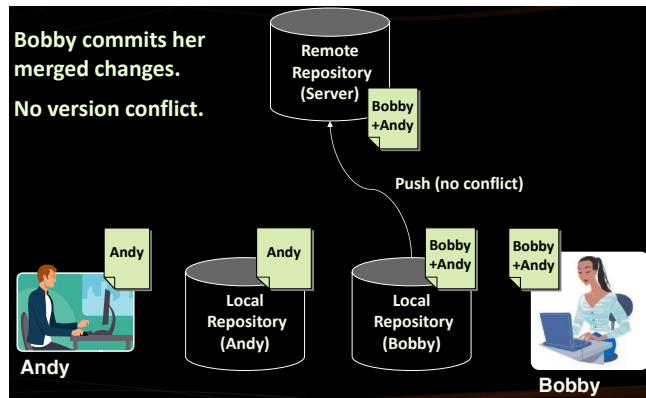 Bobby commits her
merged changes.
No version conflict.
Remote
Repository
(Server)
Bobby
+Andy
Push (no conflict)
Andy
Andy
Bobby
+Andy
Bobby
+Andy
Local
Repository
(Andy)
Local
Repository
(Bobby)
Andy
Bobby